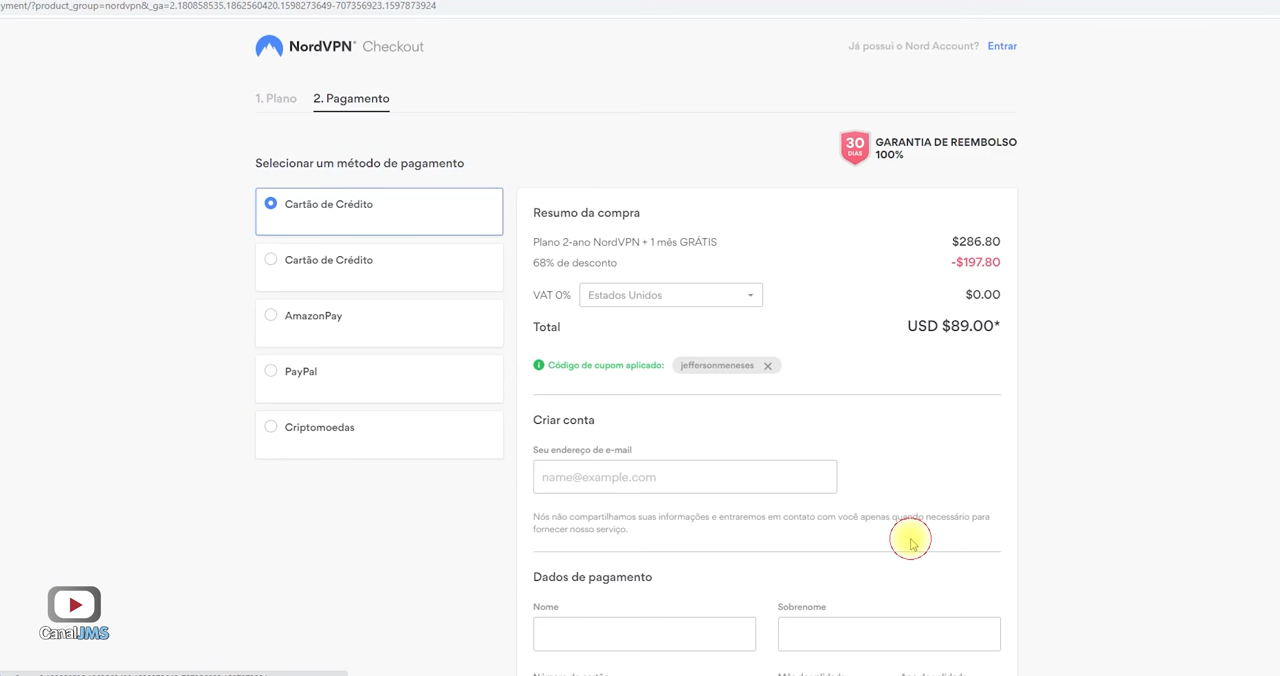 yment/?product_group=nordvpn&_ga=2.180858535.1862560420.1598273649-707356923.1597873924
NordVPN® Checkout
Já possui o Nord Account? Entrar
1. Plano 2. Pagamento
30 DIAS
GARANTIA DE REEMBOLSO
100%
Selecionar um método de pagamento
Cartão de Crédito
Cartão de Crédito
AmazonPay
PayPal
Criptomoedas
Resumo da compra
Plano 2-ano NordVPN + 1 mês GRÁTIS $286.80
68% de desconto -$197.80
VAT 0% Estados Unidos $0.00
Total USD $89.00*
Código de cupom aplicado: jeffersonmeneses
Criar conta
Seu endereço de e-mail
name@example.com
Nós não compartilhamos suas informações e entraremos em contato com você apenas quando necessário para
fornecer nosso serviço.
Dados de pagamento
Nome Sobrenome
CanalJMS